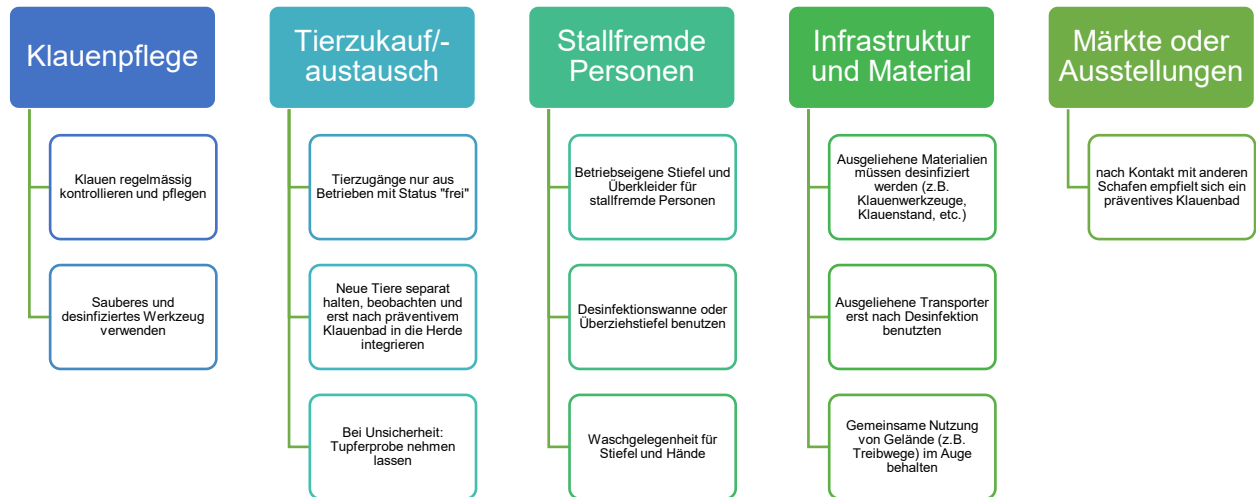 Klauenpflege
Klauen regelmässig
kontrollieren und pflegen
Sauberes und
desinfiziertes Werkzeug
verwenden
Tierzukauf/-
austausch
Tierzugänge nur aus
Betrieben mit Status "frei"
Neue Tiere separat
halten, beobachten und
erst nach präventivem
Klauenbad in die Herde
integrieren
Bei Unsicherheit:
Tupferprobe nehmen
lassen
Stallfremde
Personen
Betriebseigene Stiefel und
Überkleider für
stallfremde Personen
Desinfektionswanne oder
Überziehstiefel benutzen
Waschgelegenheit für
Stiefel und Hände
Infrastruktur
und Material
Ausgeliehene Materialien
müssen desinfiziert
werden (z.B.
Klauenwerkzeuge,
Klauenstand, etc.)
Ausgeliehene Transporter
erst nach Desinfektion
benutzten
Gemeinsame Nutzung
von Gelände (z.B.
Treibwege) im Auge
behalten
Märkte oder
Ausstellungen
nach Kontakt mit anderen
Schafen empfielt sich ein
präventives Klauenbad